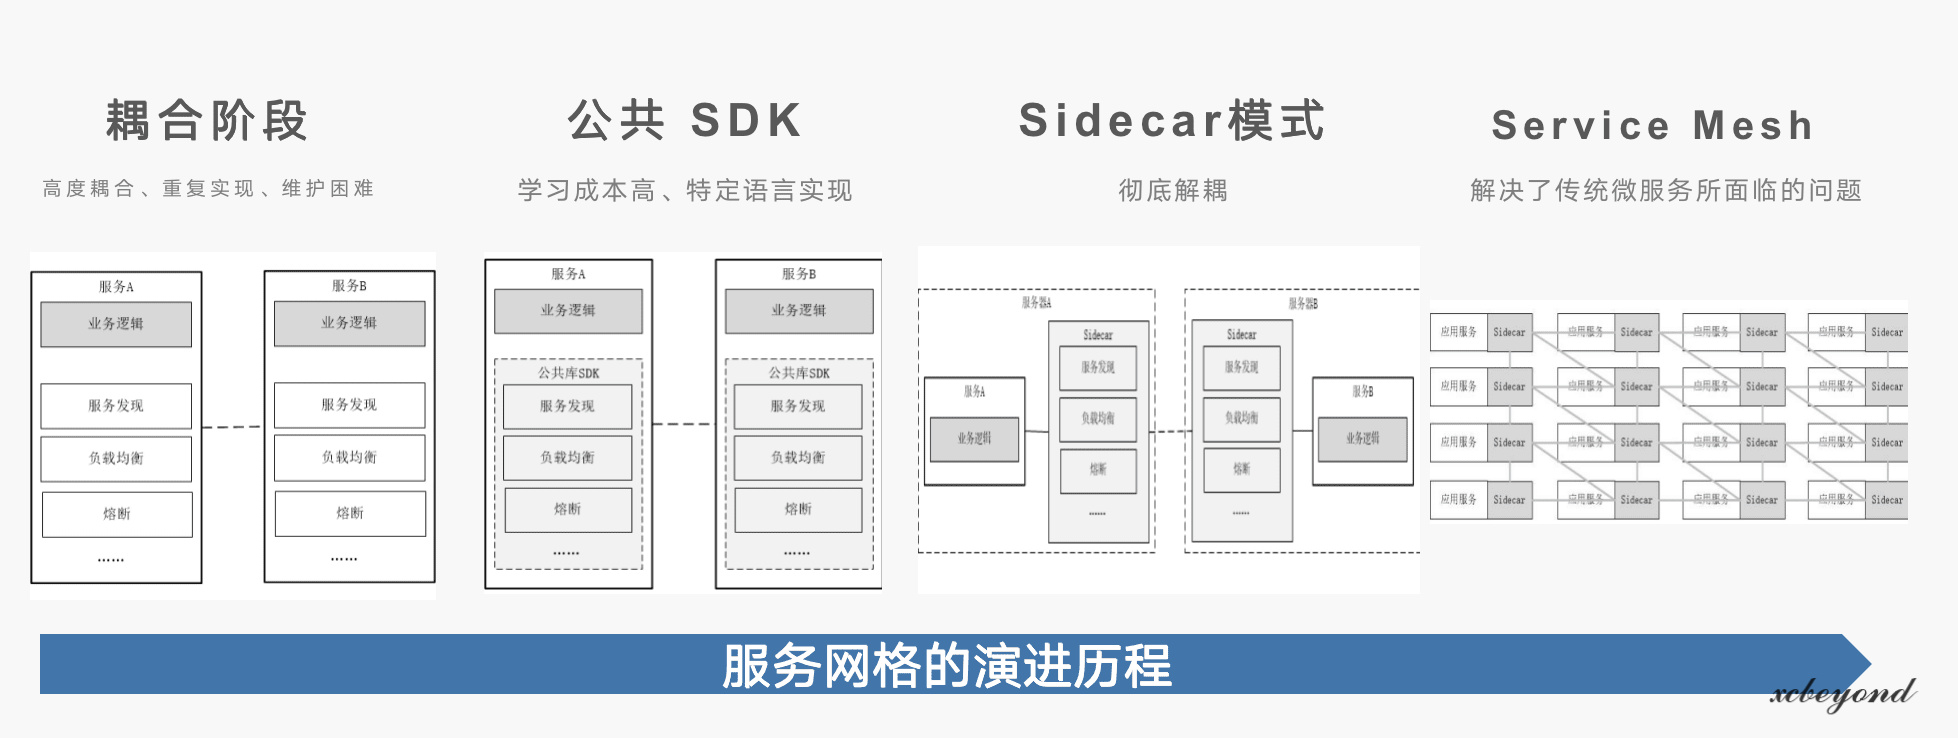 耦合阶段
高度耦合、重复实现、维护困难
服务A
业务逻辑
服务发现
负载均衡
熔断
......
服务B
业务逻辑
服务发现
负载均衡
熔断
......
公共 SDK
学习成本高、特定语言实现
服务A
业务逻辑
公共库SDK
服务发现
负载均衡
熔断
......
服务B
业务逻辑
公共库SDK
服务发现
负载均衡
熔断
......
Sidecar模式
彻底解耦
服务器A
服务A
业务逻辑
Sidecar
服务发现
负载均衡
熔断
......
服务器B
Sidecar
服务发现
负载均衡
熔断
......
服务B
业务逻辑
Service Mesh
解决了传统微服务所面临的问题
应用服务 Sidecar 应用服务 Sidecar 应用服务 Sidecar 应用服务 Sidecar
应用服务 Sidecar 应用服务 Sidecar 应用服务 Sidecar 应用服务 Sidecar
应用服务 Sidecar 应用服务 Sidecar 应用服务 Sidecar 应用服务 Sidecar
应用服务 Sidecar 应用服务 Sidecar 应用服务 Sidecar 应用服务 Sidecar
服务网格的演进历程
xcbeyond